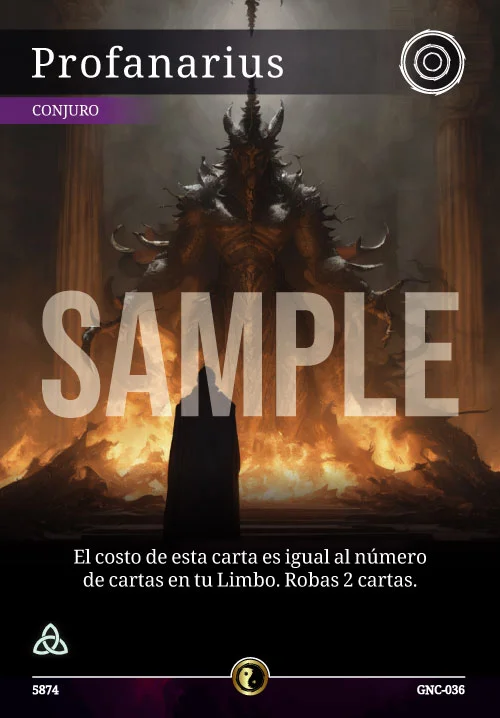 Profanarius
CONJURO
SAMPLE
El costo de esta carta es igual al número
de cartas en tu Limbo. Robas 2 cartas.
5874
GNC-036